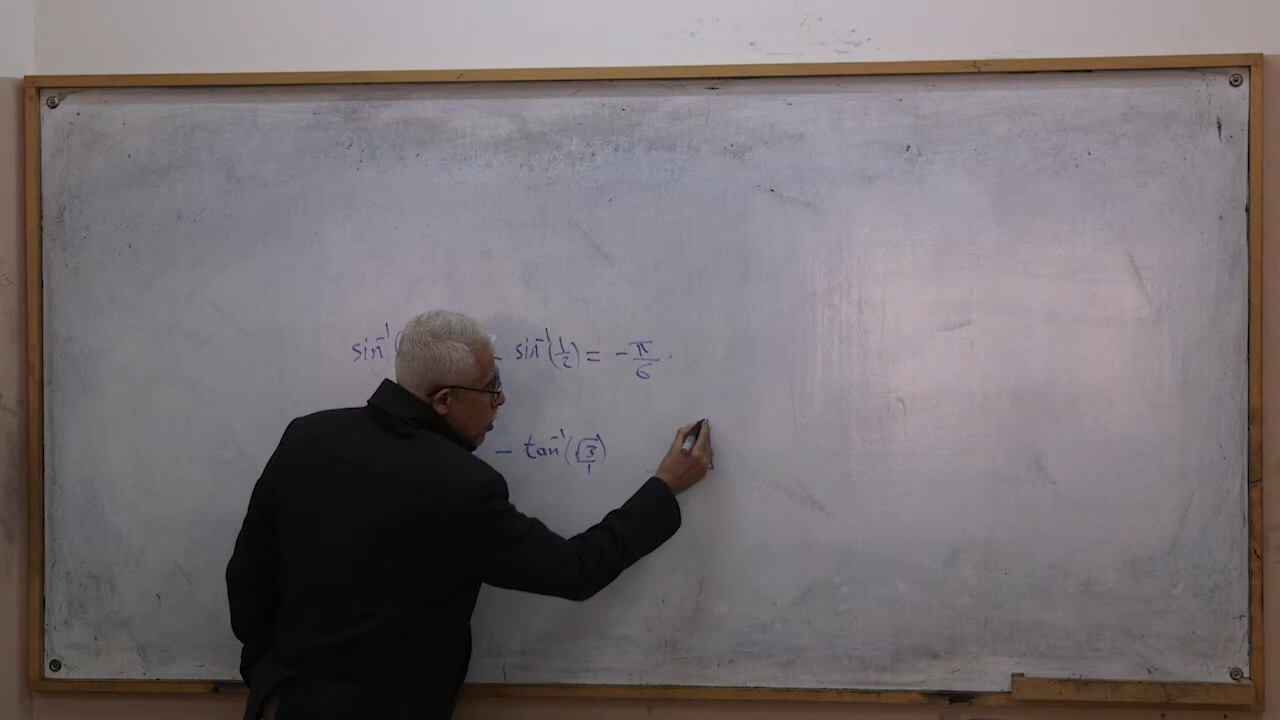 sin⁻¹( - sin⁻¹(1/2) = - π/6
- tan⁻¹(√3/1)